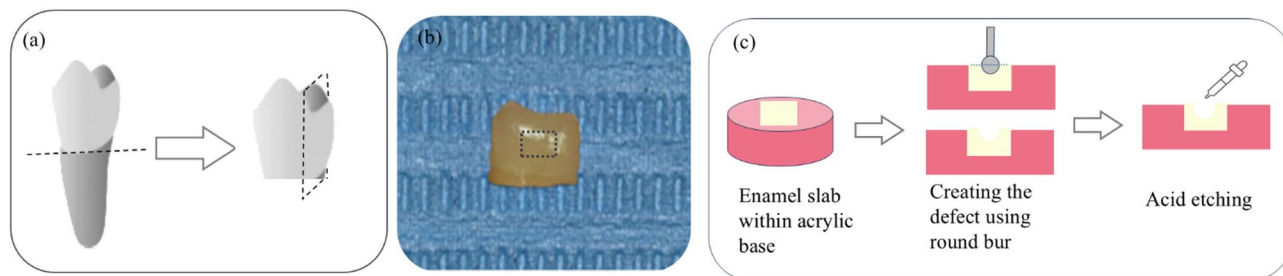 (a)
(b)
(c)
Enamel slab
within acrylic
base
Creating the
defect using
round bur
Acid etching